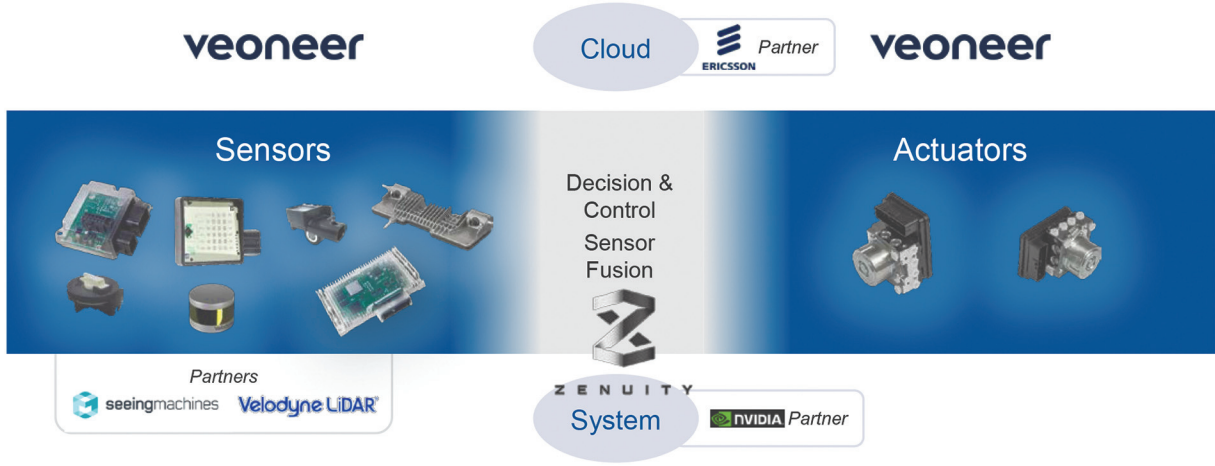 veoneer
Cloud
ERICSSON
Partner
veoneer
Sensors
Decision &
Control
Sensor
Fusion
Actuators
ZENUITY
Partners
seeingmachines
Velodyne LiDAR
System
NVIDIA
Partner